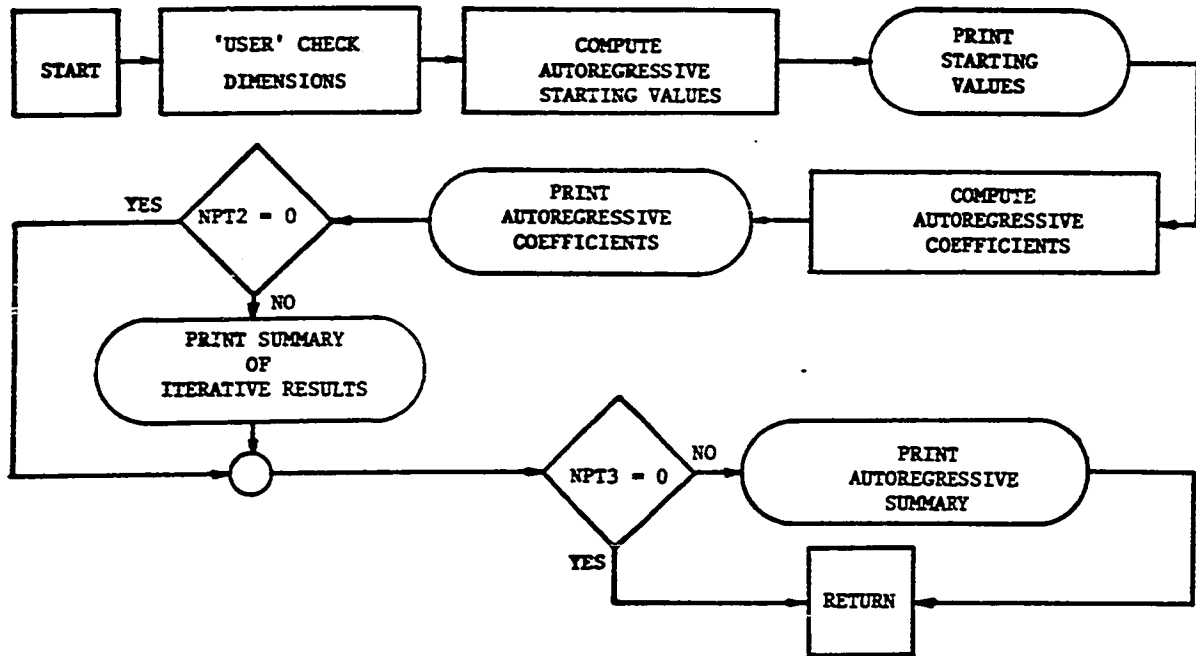 START
'USER' CHECK
DIMENSIONS
COMPUTE
AUTOREGRESSIVE
STARTING VALUES
PRINT
STARTING
VALUES
COMPUTE
AUTOREGRESSIVE
COEFFICIENTS
PRINT
AUTOREGRESSIVE
COEFFICIENTS
NPT2 = 0
YES
NO
PRINT SUMMARY
OF
ITERATIVE RESULTS
NPT3 = 0
NO
YES
PRINT
AUTOREGRESSIVE
SUMMARY
RETURN